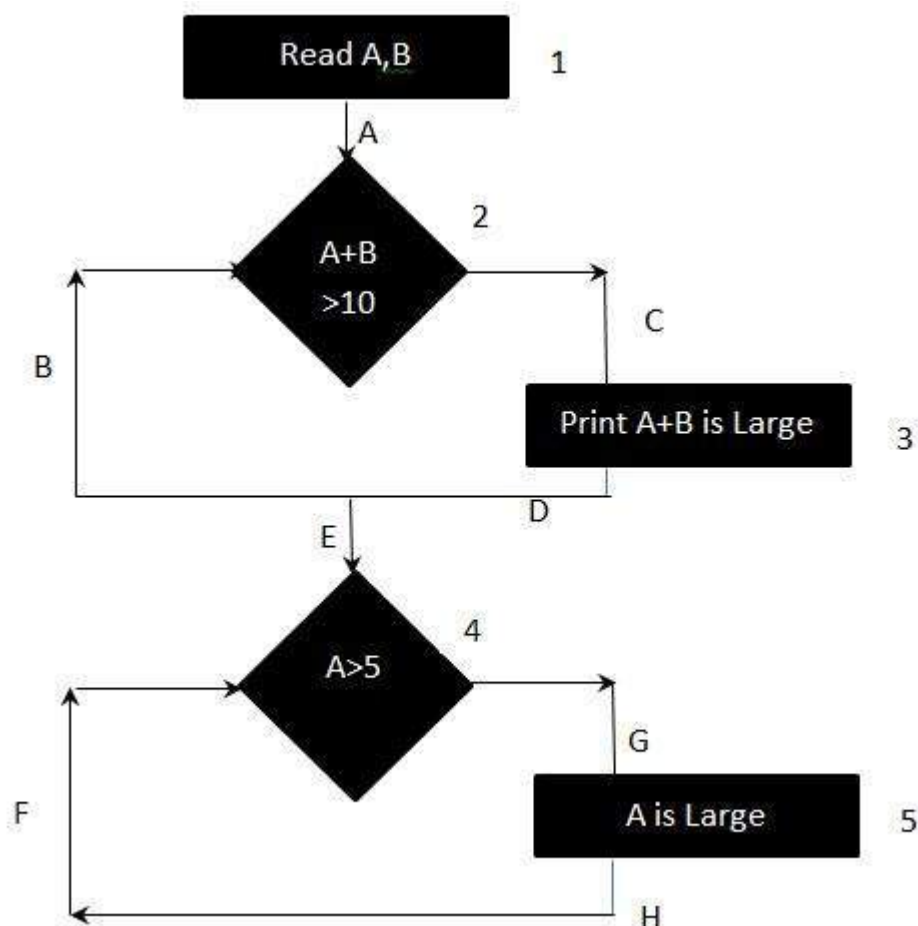 Read A,B
1
A
2
A+B
>10
C
B
Print A+B is Large
3
D
E
4
A>5
G
F
A is Large
5
H